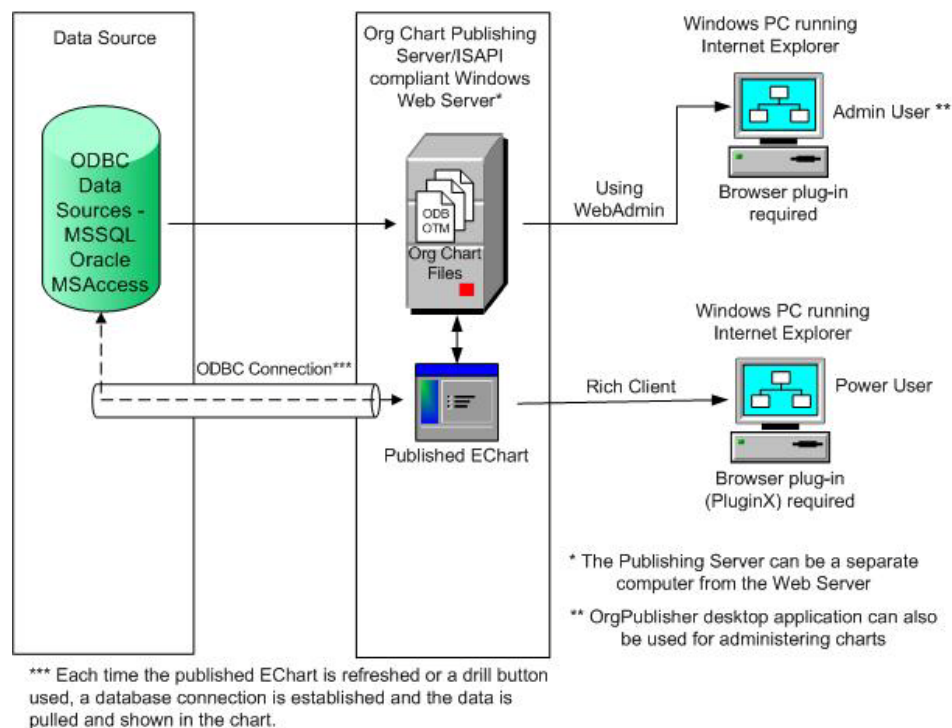 Data Source
ODBC
Data
Sources -
MSSQL
Oracle
MSAccess
Org Chart Publishing
Server/ISAPI
compliant Windows
Web Server*
ODB
OTM
Org Chart
Files
Using
WebAdmin
Windows PC running
Internet Explorer
Admin User **
Browser plug-in
required
ODBC Connection***
Published EChart
Rich Client
Windows PC running
Internet Explorer
Power User
Browser plug-in
(PluginX) required
* The Publishing Server can be a separate
computer from the Web Server
** OrgPublisher desktop application can also
be used for administering charts
*** Each time the published EChart is refreshed or a drill button
used, a database connection is established and the data is
pulled and shown in the chart.